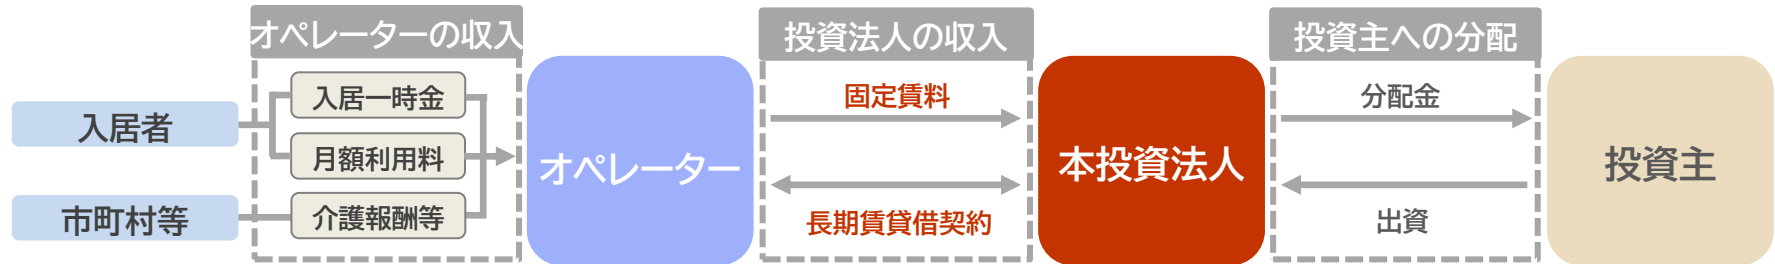 オペレーターの収入
投資法人の収入
投資主への分配
入居者
市町村等
入居一時金
月額利用料
介護報酬等
オペレーター
固定賃料
長期賃貸借契約
本投資法人
分配金
出資
投資主